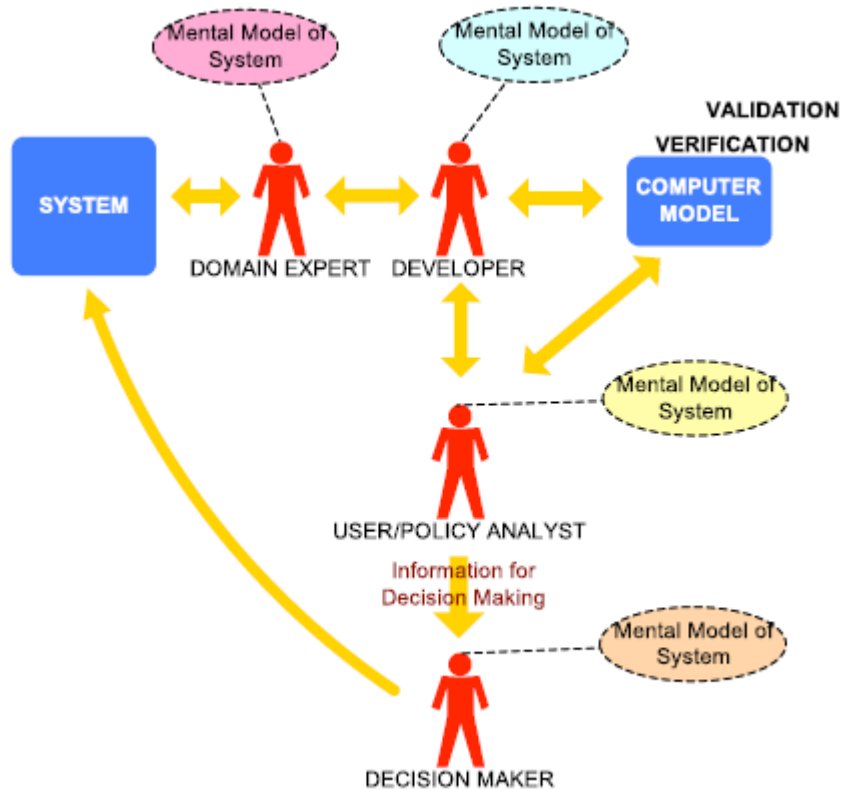 Mental Model of
System
Mental Model of
System
VALIDATION
VERIFICATION
SYSTEM
COMPUTER
MODEL
DOMAIN EXPERT
DEVELOPER
Mental Model of
System
USER/POLICY ANALYST
Information for
Decision Making
Mental Model of
System
DECISION MAKER